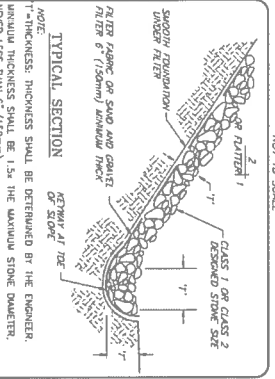 NOT TO SCALE
2
1
OR FLATTER
"T"
CLASS 1 OR CLASS 2
DESIGNED STONE SIZE
SMOOTH FOUNDATION
UNDER FILTER
"T"
"T"
FILTER FABRIC OR SAND AND GRAVEL
FILTER 6" (150mm) MINIMUM THICK
KEYWAY AT TOE
OF SLOPE
TYPICAL SECTION
NOTE:
"T"=THICKNESS: THICKNESS SHALL BE DETERMINED BY THE ENGINEER.
MINIMUM THICKNESS SHALL BE 1.5x THE MAXIMUM STONE DIAMETER.